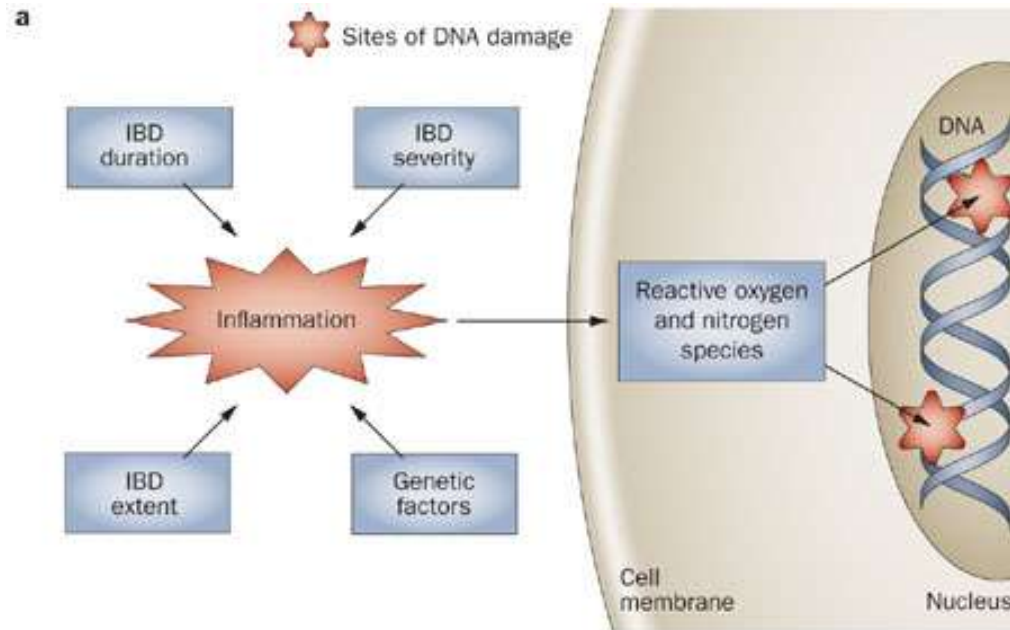 a
Sites of DNA damage
IBD
duration
IBD
severity
DNA
Inflammation
Reactive oxygen
and nitrogen
species
IBD
extent
Genetic
factors
Cell
membrane
Nucleus